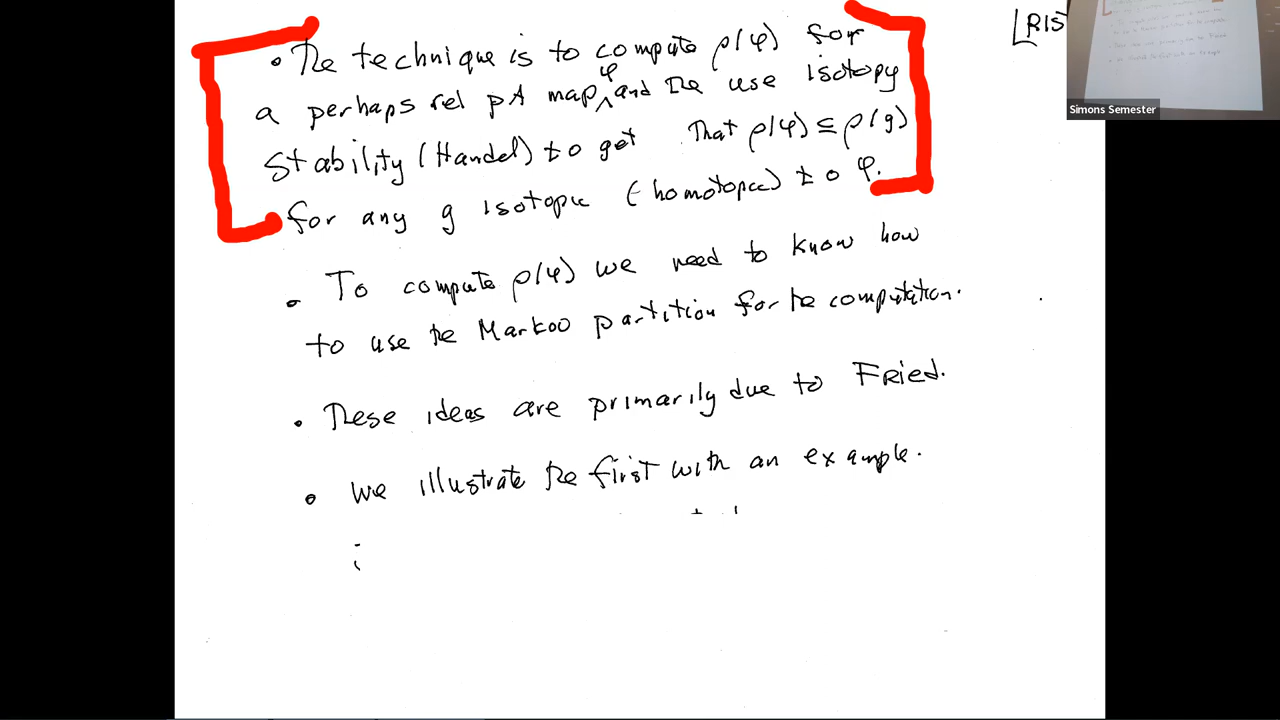 • The technique is to compute ρ(φ) for
a perhaps rel pA map φ and the use isotopy
stability (Handel) to get that ρ(φ) ⊆ ρ(g)
for any g isotopic (homotopic) to φ.
• To compute ρ(φ) we need to know how
to use the Markov partition for the computation.
• These ideas are primarily due to Fried.
• We illustrate the first with an example.
[RIS
Simons Semester